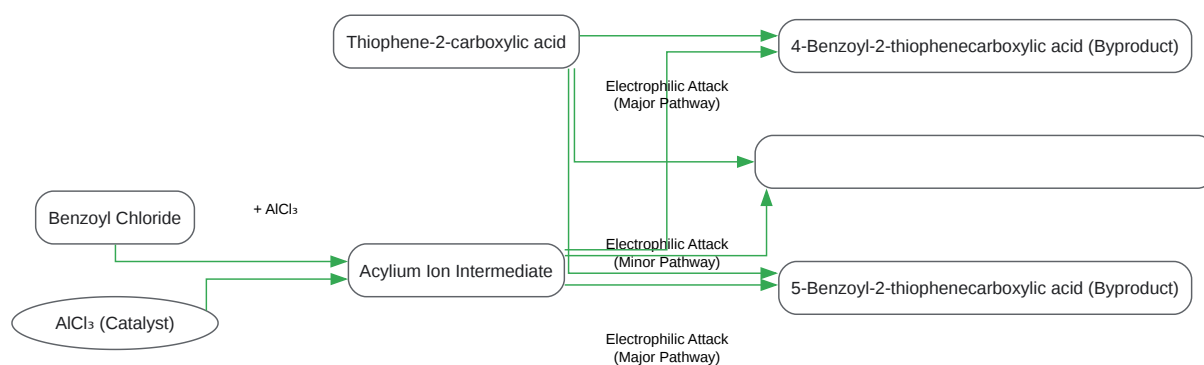 Thiophene-2-carboxylic acid
4-Benzoyl-2-thiophenecarboxylic acid (Byproduct)
Electrophilic Attack
(Major Pathway)
Benzoyl Chloride
+ AlCl₃
Electrophilic Attack
(Minor Pathway)
Acylium Ion Intermediate
5-Benzoyl-2-thiophenecarboxylic acid (Byproduct)
AlCl₃ (Catalyst)
Electrophilic Attack
(Major Pathway)